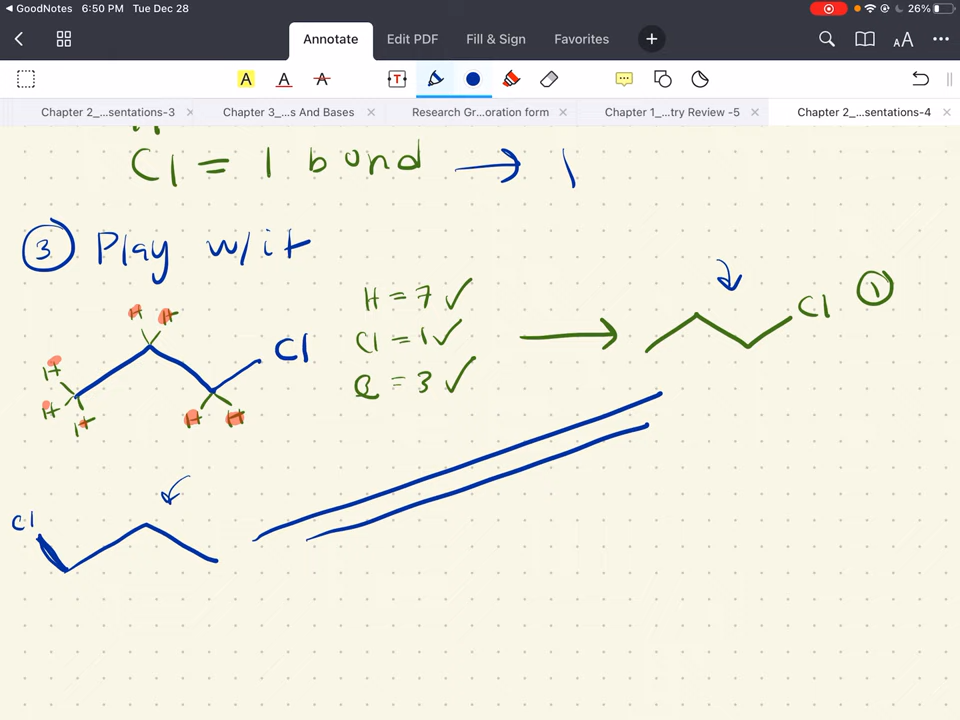 GoodNotes 6:50 PM Tue Dec 28 26%
Annotate Edit PDF Fill & Sign Favorites
A A A T AA
Chapter 2_...sentations-3 Chapter 3_...s And Bases Research Gr...oration form Chapter 1_...try Review -5 Chapter 2_...sentations-4
Cl = 1 bond → 1
③ Play w/it
H H
H = 7 ✓
Cl ①
Cl
Cl = 1 ✓
H
H
H
H H
C = 3 ✓
Cl